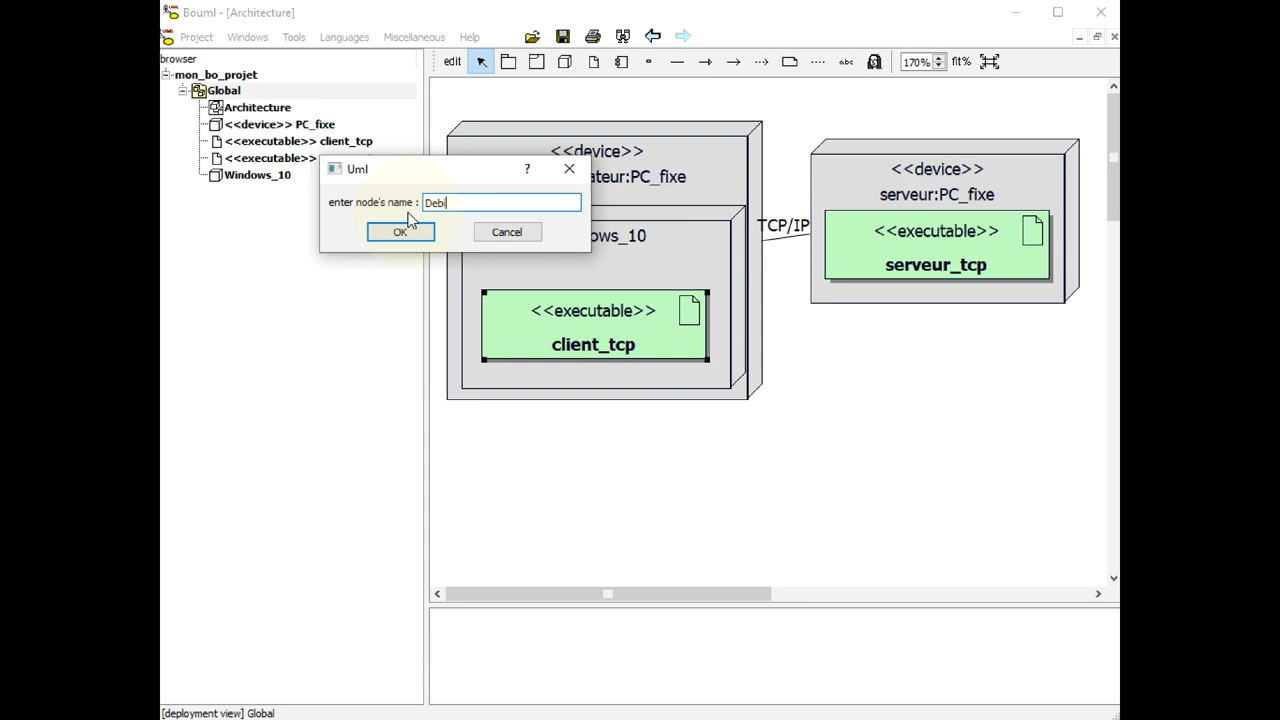 Bouml - [Architecture]
Project Windows Tools Languages Miscellaneous Help
browser
mon_bo_projet
Global
Architecture
<<device>> PC_fixe
<<executable>> client_tcp
<<executable>>
Windows_10
edit
170%
fit%
abc
Uml
?
enter node's name :
Debi
OK
Cancel
<<device>>
ateur:PC_fixe
ows_10
<<executable>>
client_tcp
TCP/IP
<<device>>
serveur:PC_fixe
<<executable>>
serveur_tcp
[deployment view] Global